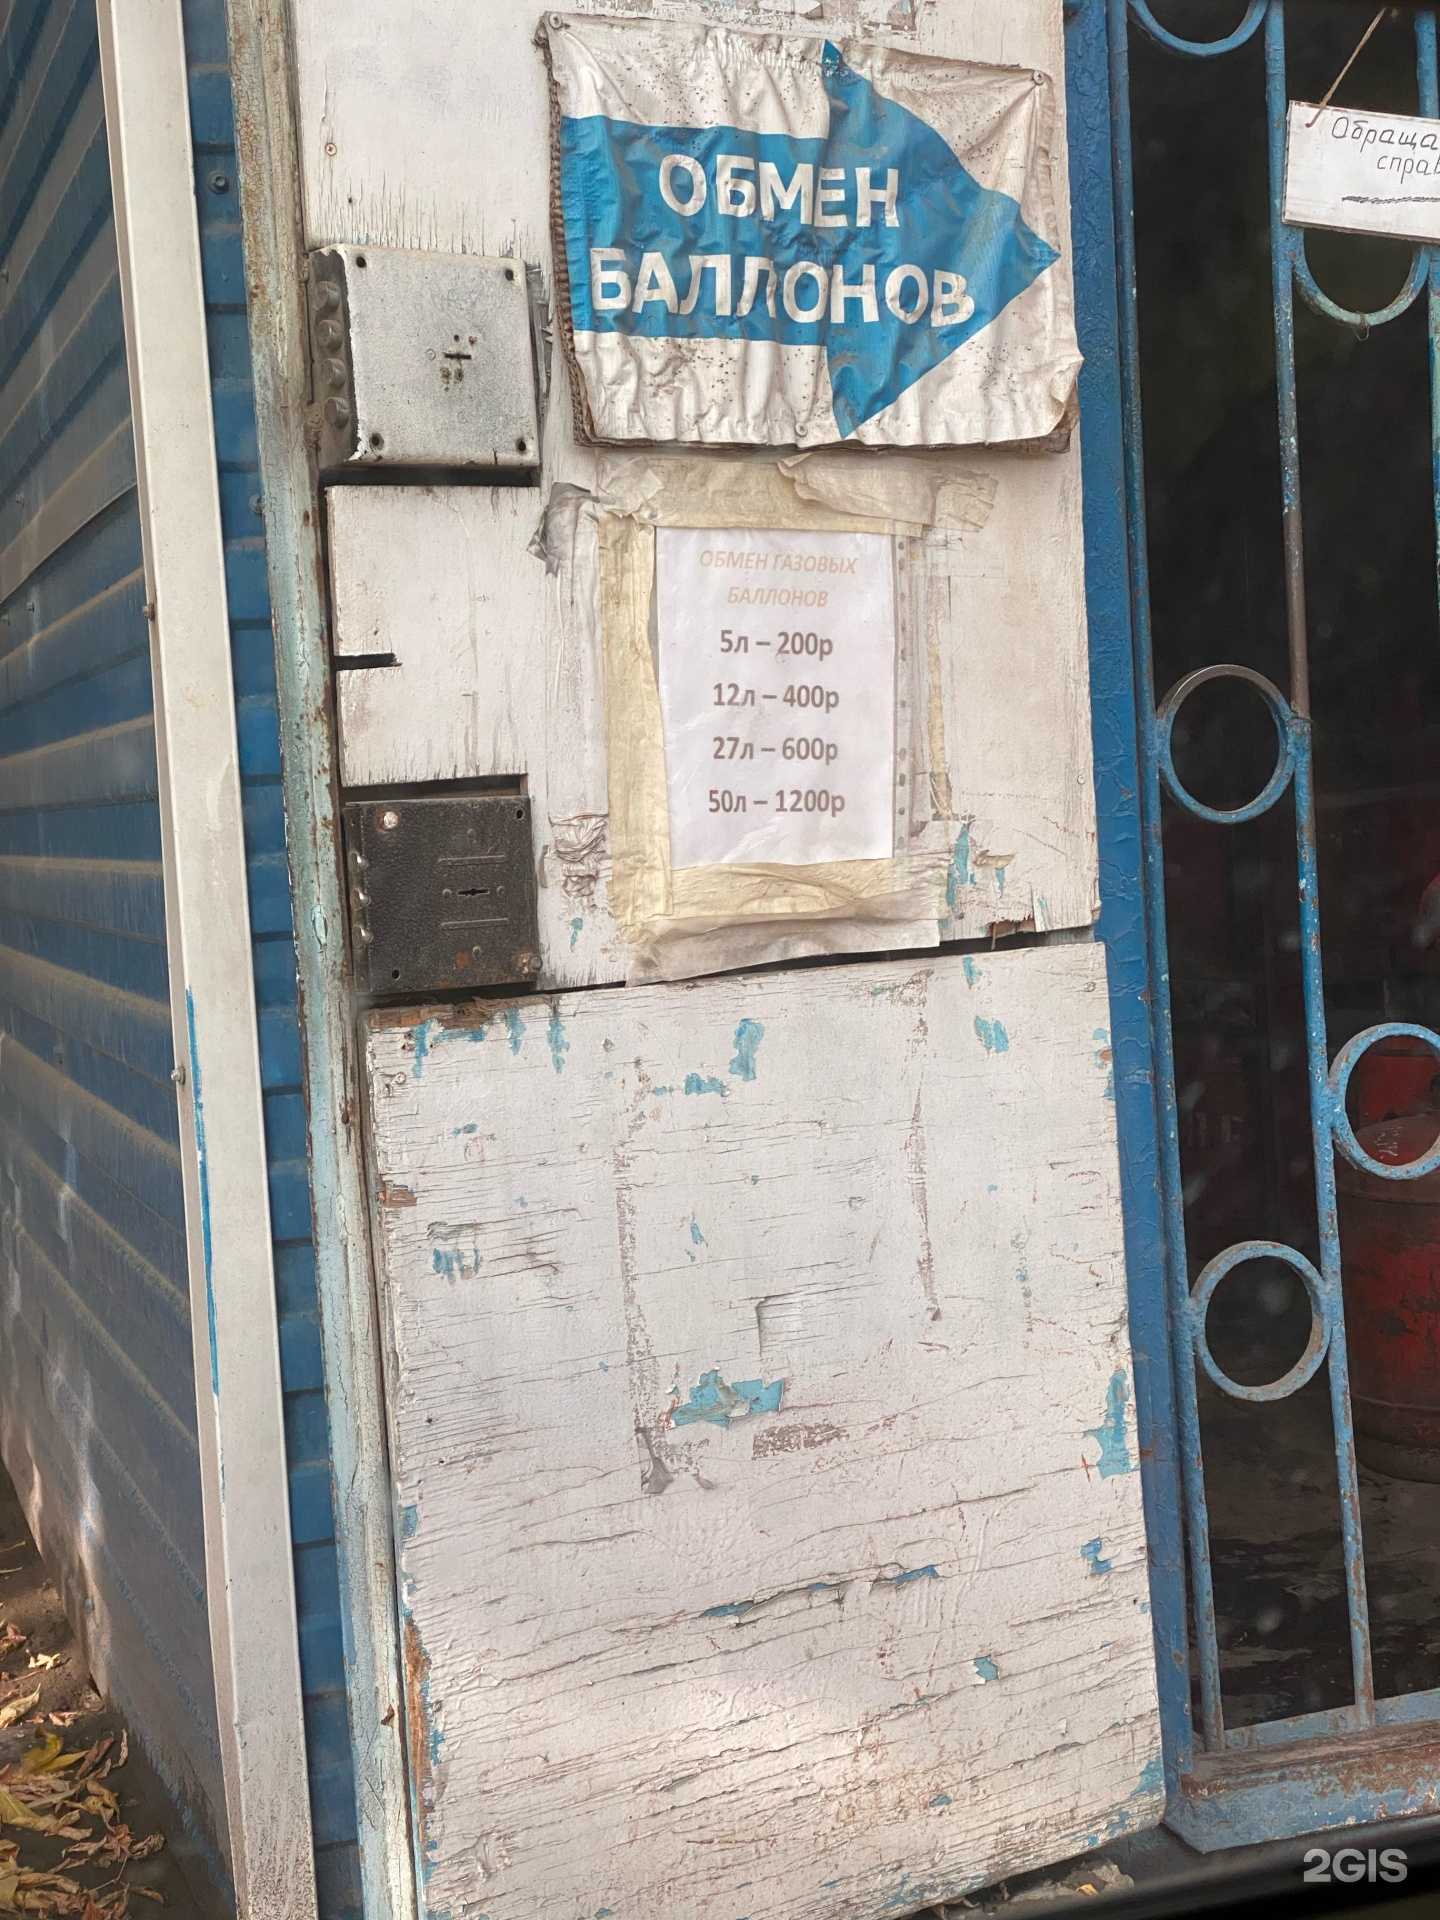 ОБМЕН
БАЛЛОНОВ
ОБМЕН ГАЗОВЫХ
БАЛЛОНОВ
5л – 200р
12л – 400р
27л – 600р
50л – 1200р
2GIS